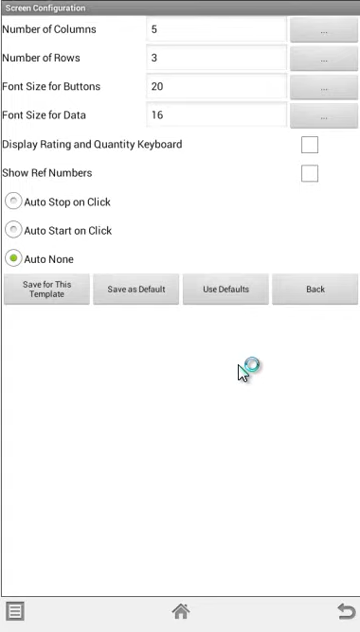 Screen Configuration
Number of Columns 5 ...
Number of Rows 3 ...
Font Size for Buttons 20 ...
Font Size for Data 16 ...
Display Rating and Quantity Keyboard
Show Ref Numbers
Auto Stop on Click
Auto Start on Click
Auto None
Save for This
Template
Save as Default
Use Defaults
Back